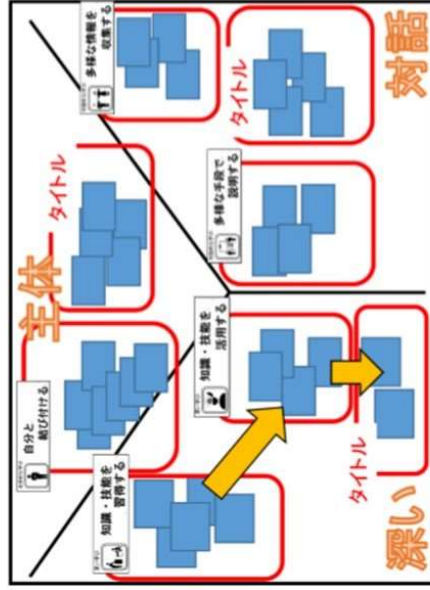 主体
自分と
結び付ける
タイトル
多様な情報を
収集する
知識・技能を
習得する
知識・技能を
活用する
多様な手段で
説明する
タイトル
タイトル
深い
対話